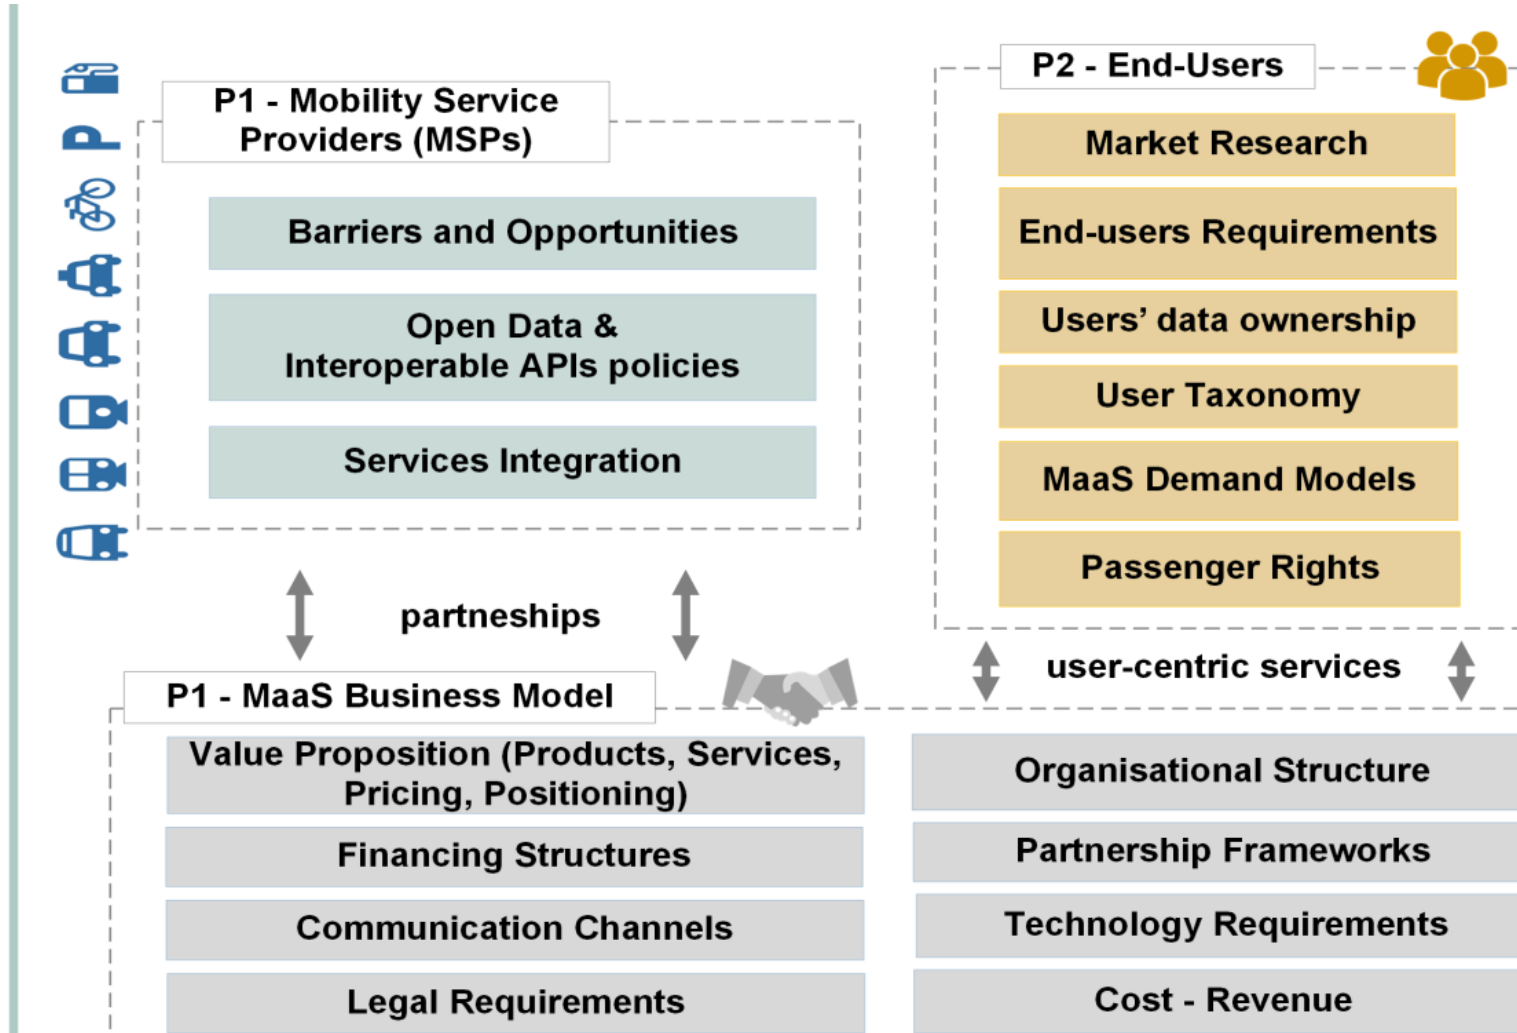 P1 - Mobility Service
Providers (MSPs)
Barriers and Opportunities
Open Data &
Interoperable APIs policies
Services Integration
P2 - End-Users
Market Research
End-users Requirements
Users’ data ownership
User Taxonomy
MaaS Demand Models
Passenger Rights
partneships
user-centric services
P1 - MaaS Business Model
Value Proposition (Products, Services,
Pricing, Positioning)
Financing Structures
Communication Channels
Legal Requirements
Organisational Structure
Partnership Frameworks
Technology Requirements
Cost - Revenue